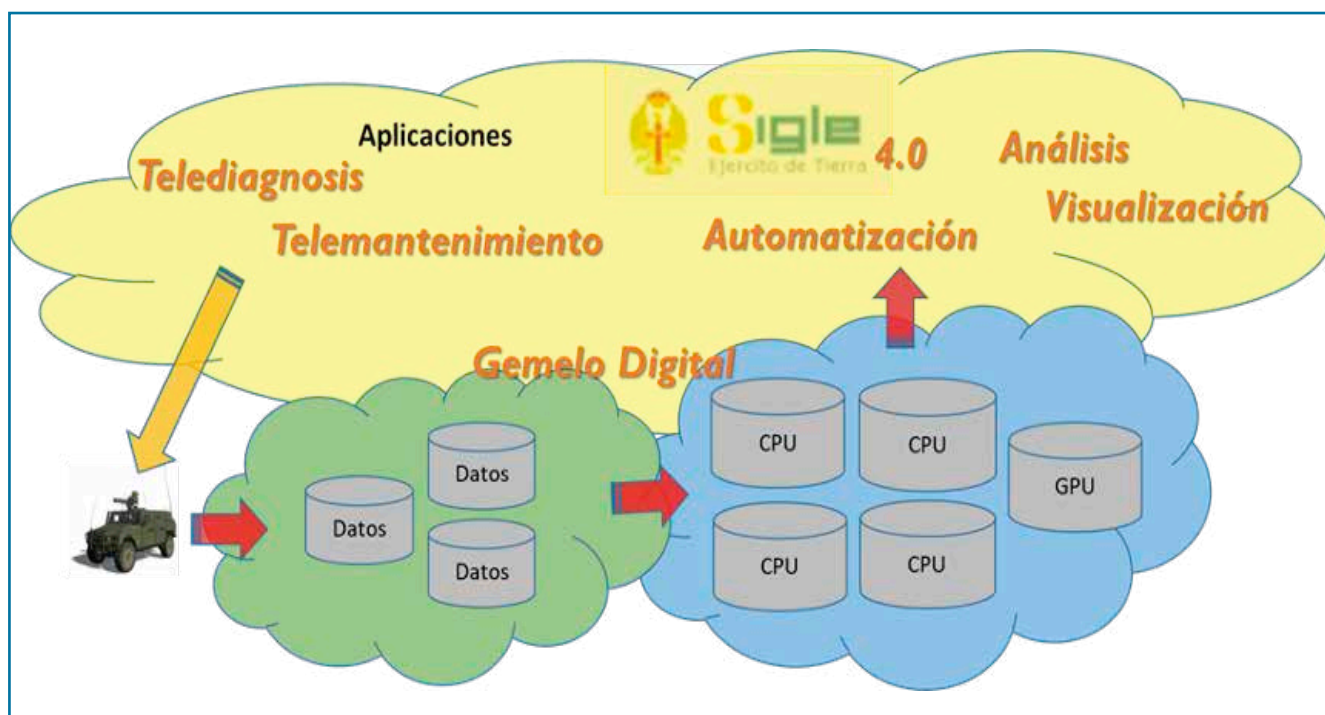 Aplicaciones
Sigle
Ejercito de Tierra
4.0
Análisis
Telediagnosis
Visualización
Telemantenimiento
Automatización
Gemelo Digital
Datos
Datos
Datos
CPU
CPU
GPU
CPU
CPU